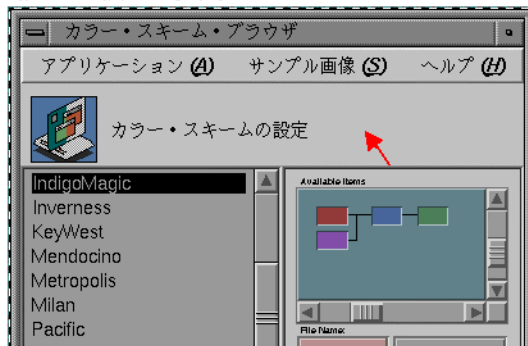 カラー・スキーム・ブラウザ
アプリケーション (A) サンプル画像 (S) ヘルプ (H)
カラー・スキームの設定
IndigoMagic
Inverness
KeyWest
Mendocino
Metropolis
Milan
Pacific
Available Items
File Name: